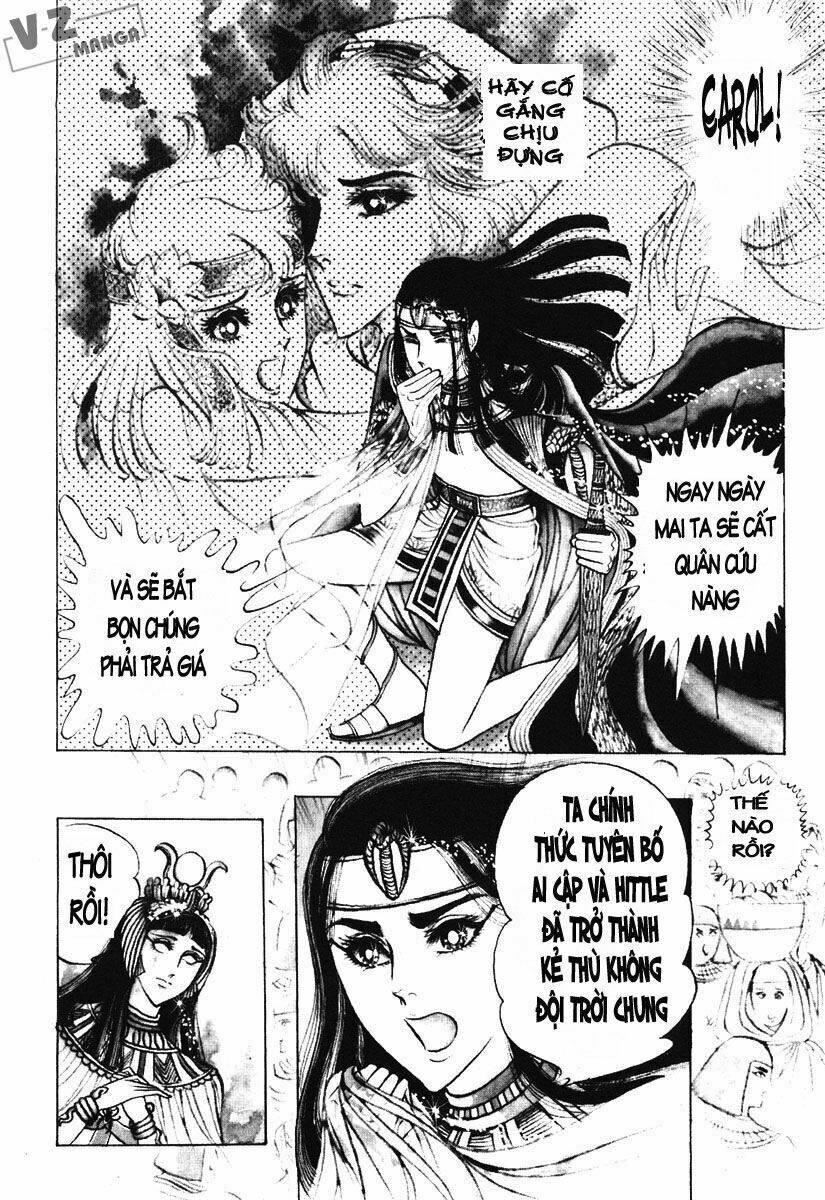 V-Z
MANGA
CAROL!
HÃY CỐ
GẮNG
CHỊU
ĐỰNG
NGAY NGÀY
MAI TA SẼ CẤT
QUÂN CỨU
NÀNG
VÀ SẼ BẮT
BỌN CHÚNG
PHẢI TRẢ GIÁ
THẾ
NÀO
RỒI?
TA CHÍNH
THỨC TUYÊN BỐ
AI CẬP VÀ HITTLE
ĐÃ TRỞ THÀNH
KẺ THÙ KHÔNG
ĐỘI TRỜI CHUNG
THÔI
RỒI!